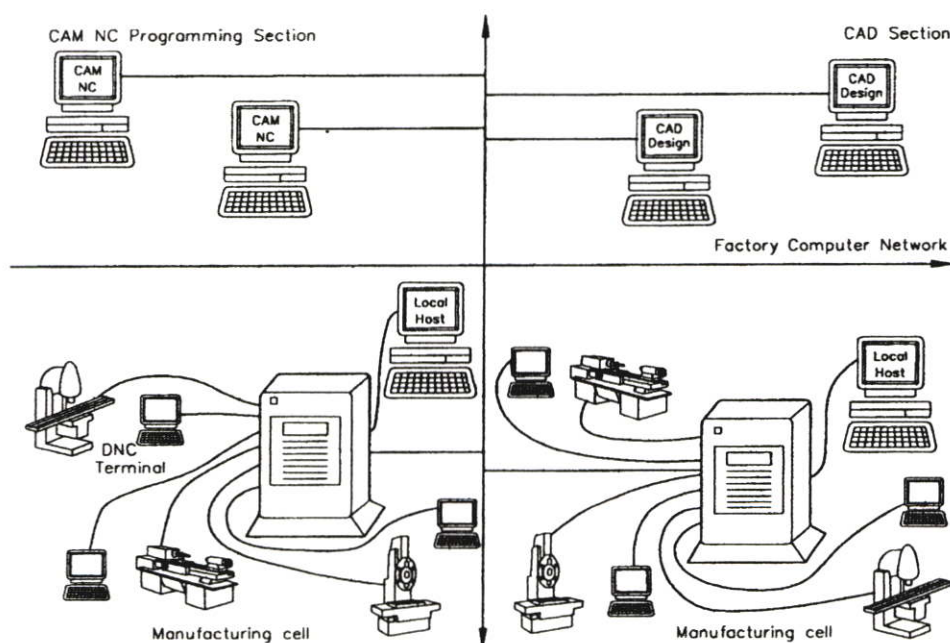 CAM NC Programming Section
CAD Section
CAM
NC
CAM
NC
CAD
Design
CAD
Design
Factory Computer Network
Local
Host
Local
Host
DNC
Terminal
Manufacturing cell
Manufacturing cell